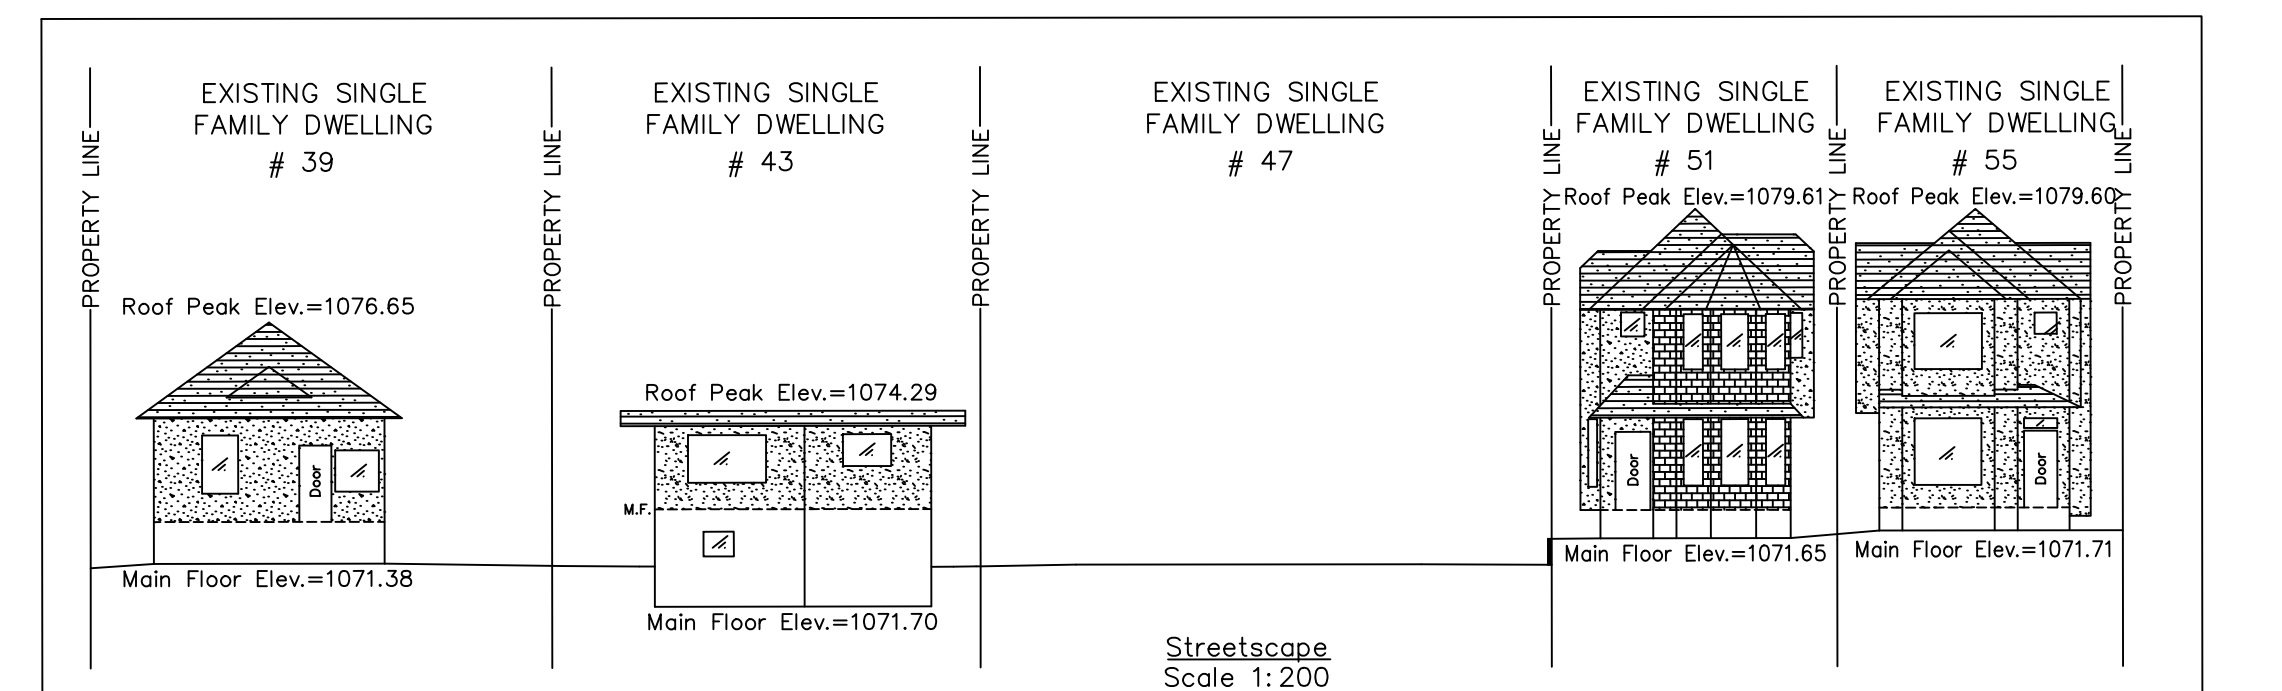 EXISTING SINGLE
FAMILY DWELLING
# 39
EXISTING SINGLE
FAMILY DWELLING
# 43
EXISTING SINGLE
FAMILY DWELLING
# 47
EXISTING SINGLE
FAMILY DWELLING
# 51
EXISTING SINGLE
FAMILY DWELLING
# 55
PROPERTY LINE
PROPERTY LINE
PROPERTY LINE
PROPERTY LINE
PROPERTY LINE
PROPERTY LINE
Roof Peak Elev.=1076.65
Door
Main Floor Elev.=1071.38
Roof Peak Elev.=1074.29
M.F.
Main Floor Elev.=1071.70
Roof Peak Elev.=1079.61
Door
Main Floor Elev.=1071.65
Roof Peak Elev.=1079.60
Door
Main Floor Elev.=1071.71
Streetscape
Scale 1:200